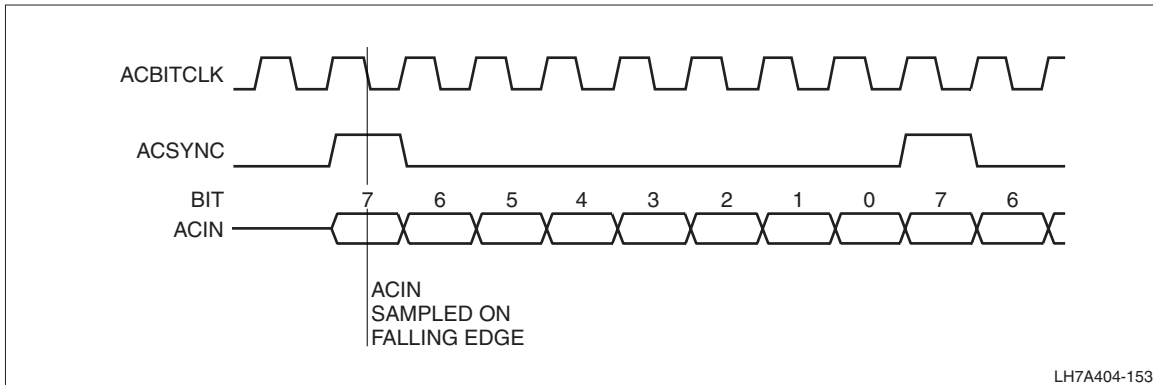 ACBITCLK
ACSYNC
BIT 7 6 5 4 3 2 1 0 7 6
ACIN
ACIN
SAMPLED ON
FALLING EDGE
LH7A404-153